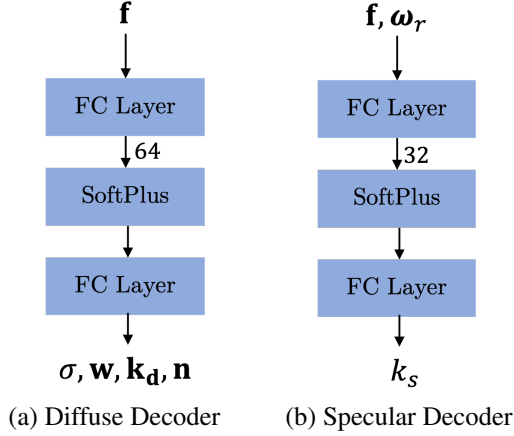 f
FC Layer
64
SoftPlus
FC Layer
σ, w, k_d, n
(a) Diffuse Decoder
f, ω_r
FC Layer
32
SoftPlus
FC Layer
k_s
(b) Specular Decoder